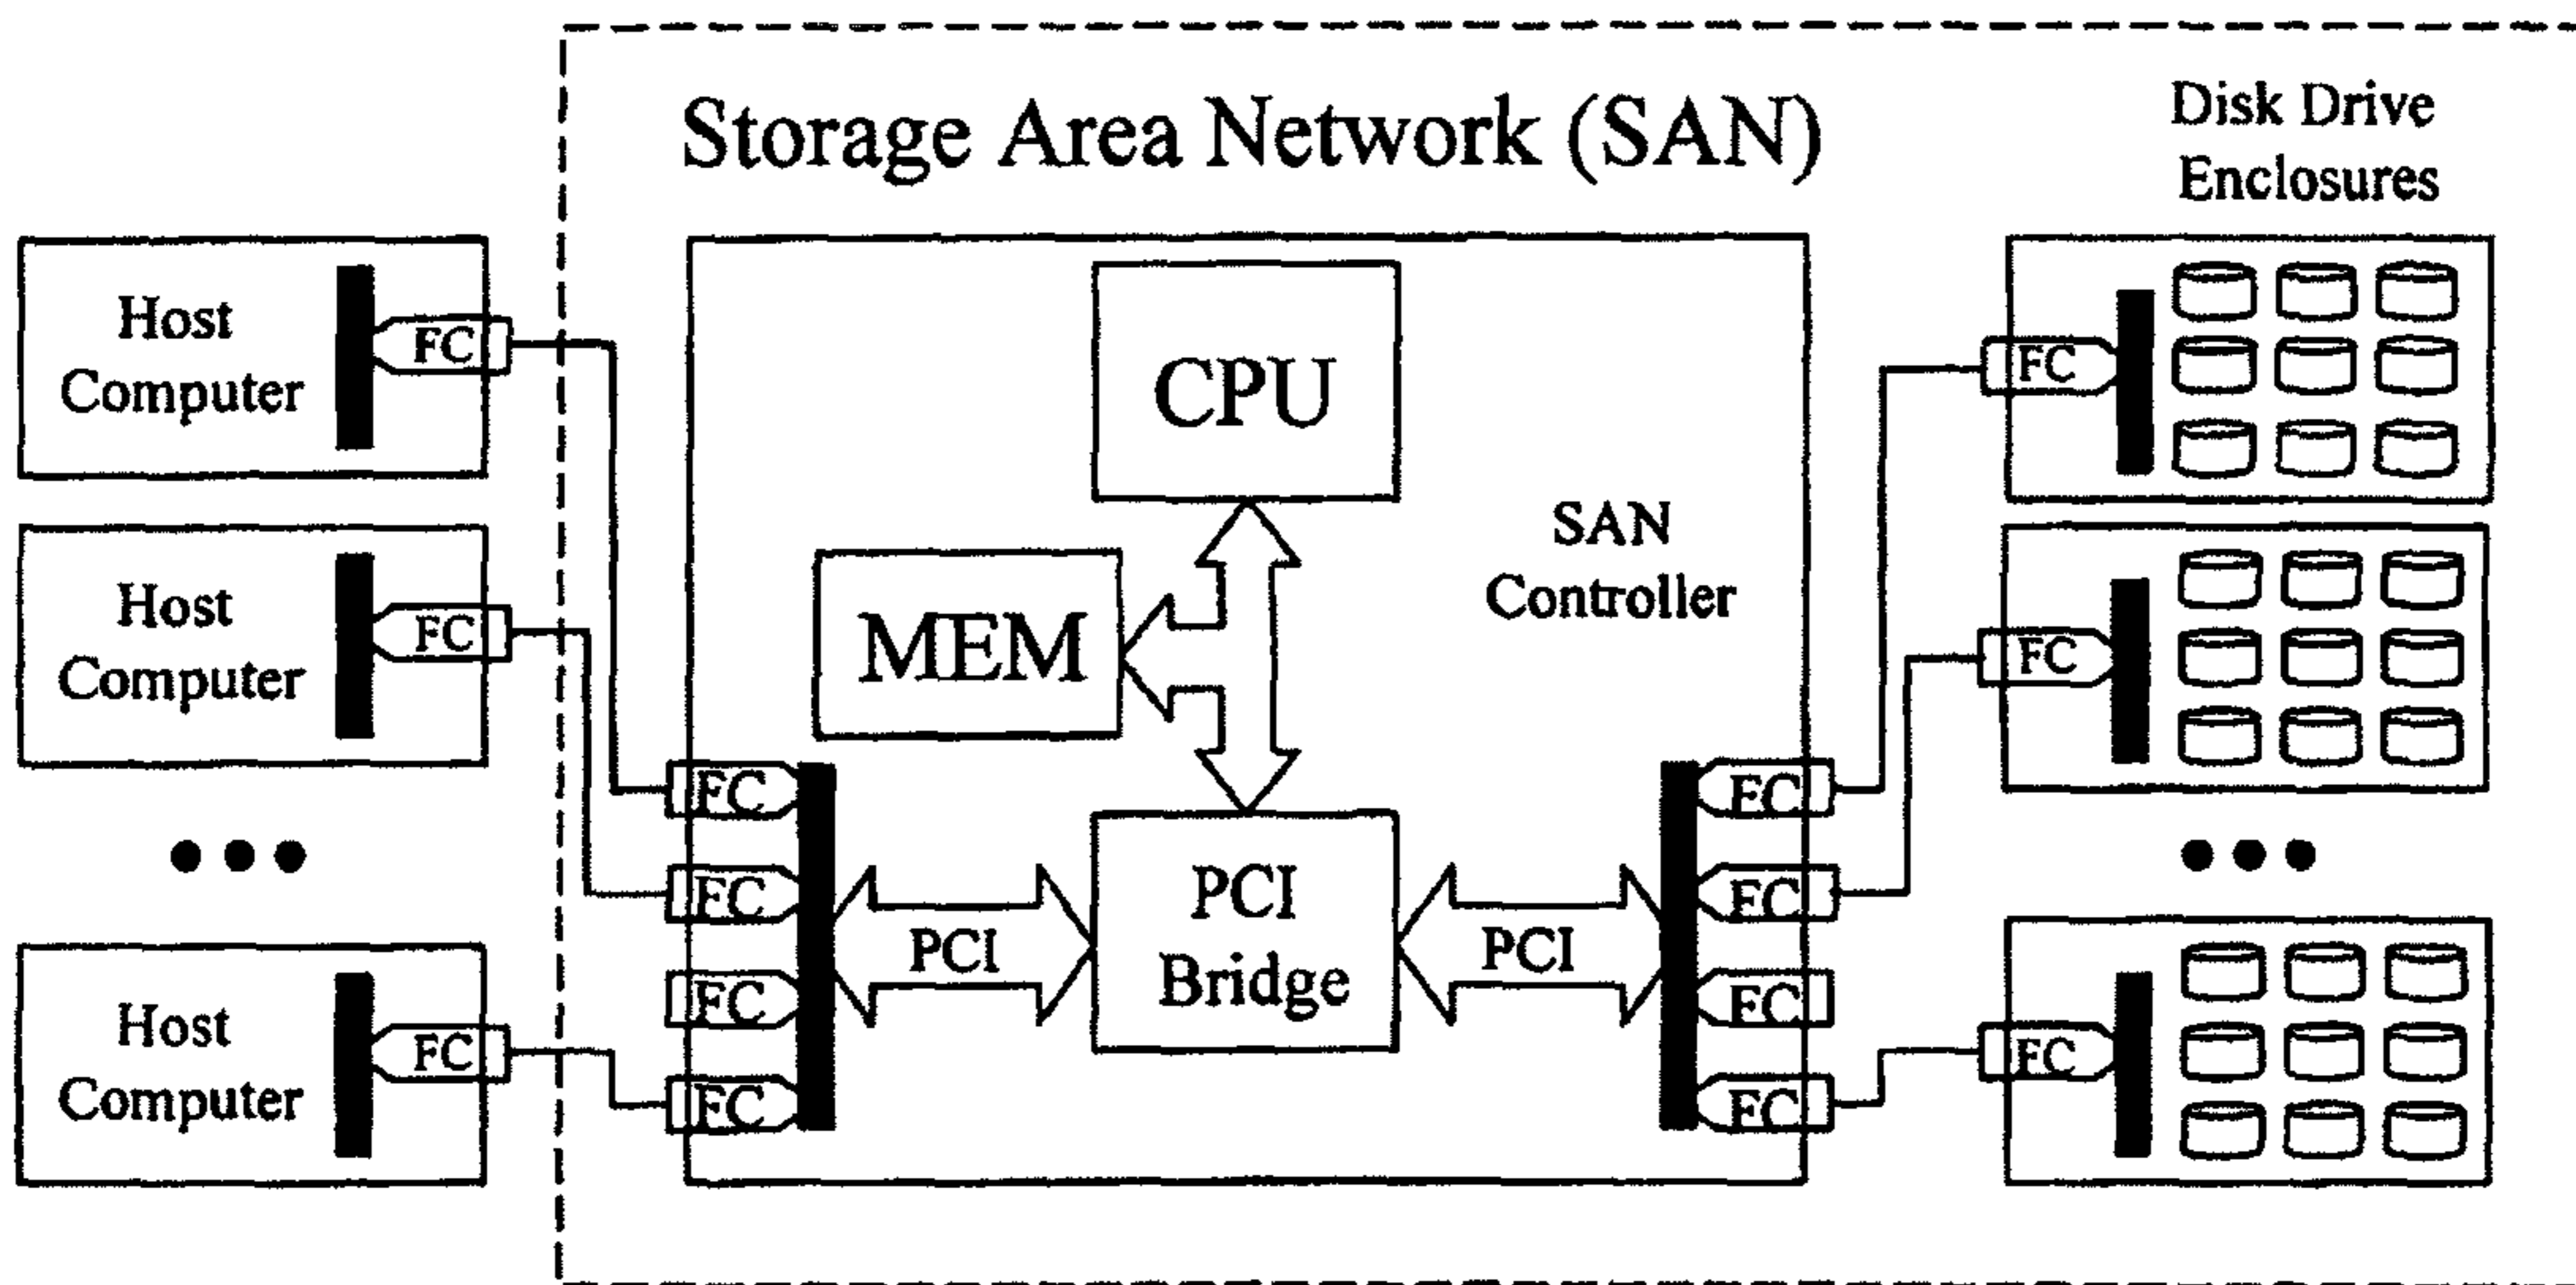 Storage Area Network (SAN)
Disk Drive
Enclosures
Host
Computer
FC
Host
Computer
FC
Host
Computer
FC
CPU
MEM
SAN
Controller
FC
FC
FC
FC
PCI
PCI
Bridge
PCI
FC
FC
FC
FC
FC
FC
FC